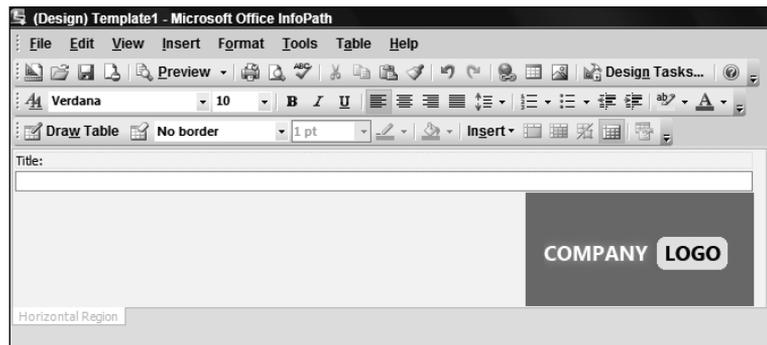 (Design) Template1 - Microsoft Office InfoPath
File Edit View Insert Format Tools Table Help
Preview Design Tasks...
Verdana 10 B I U
Draw Table No border 1 pt Insert
Title:
COMPANY LOGO
Horizontal Region